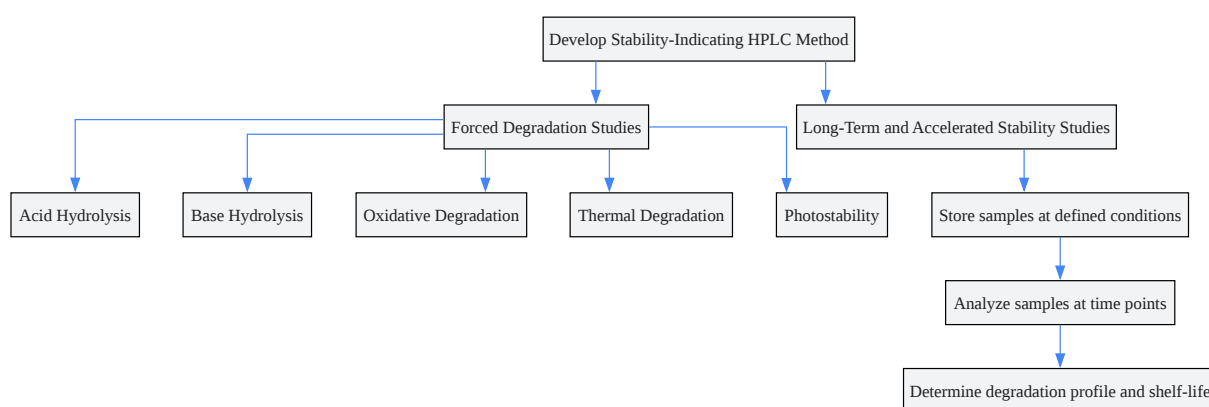 Develop Stability-Indicating HPLC Method
Forced Degradation Studies
Long-Term and Accelerated Stability Studies
Acid Hydrolysis
Base Hydrolysis
Oxidative Degradation
Thermal Degradation
Photostability
Store samples at defined conditions
Analyze samples at time points
Determine degradation profile and shelf-life